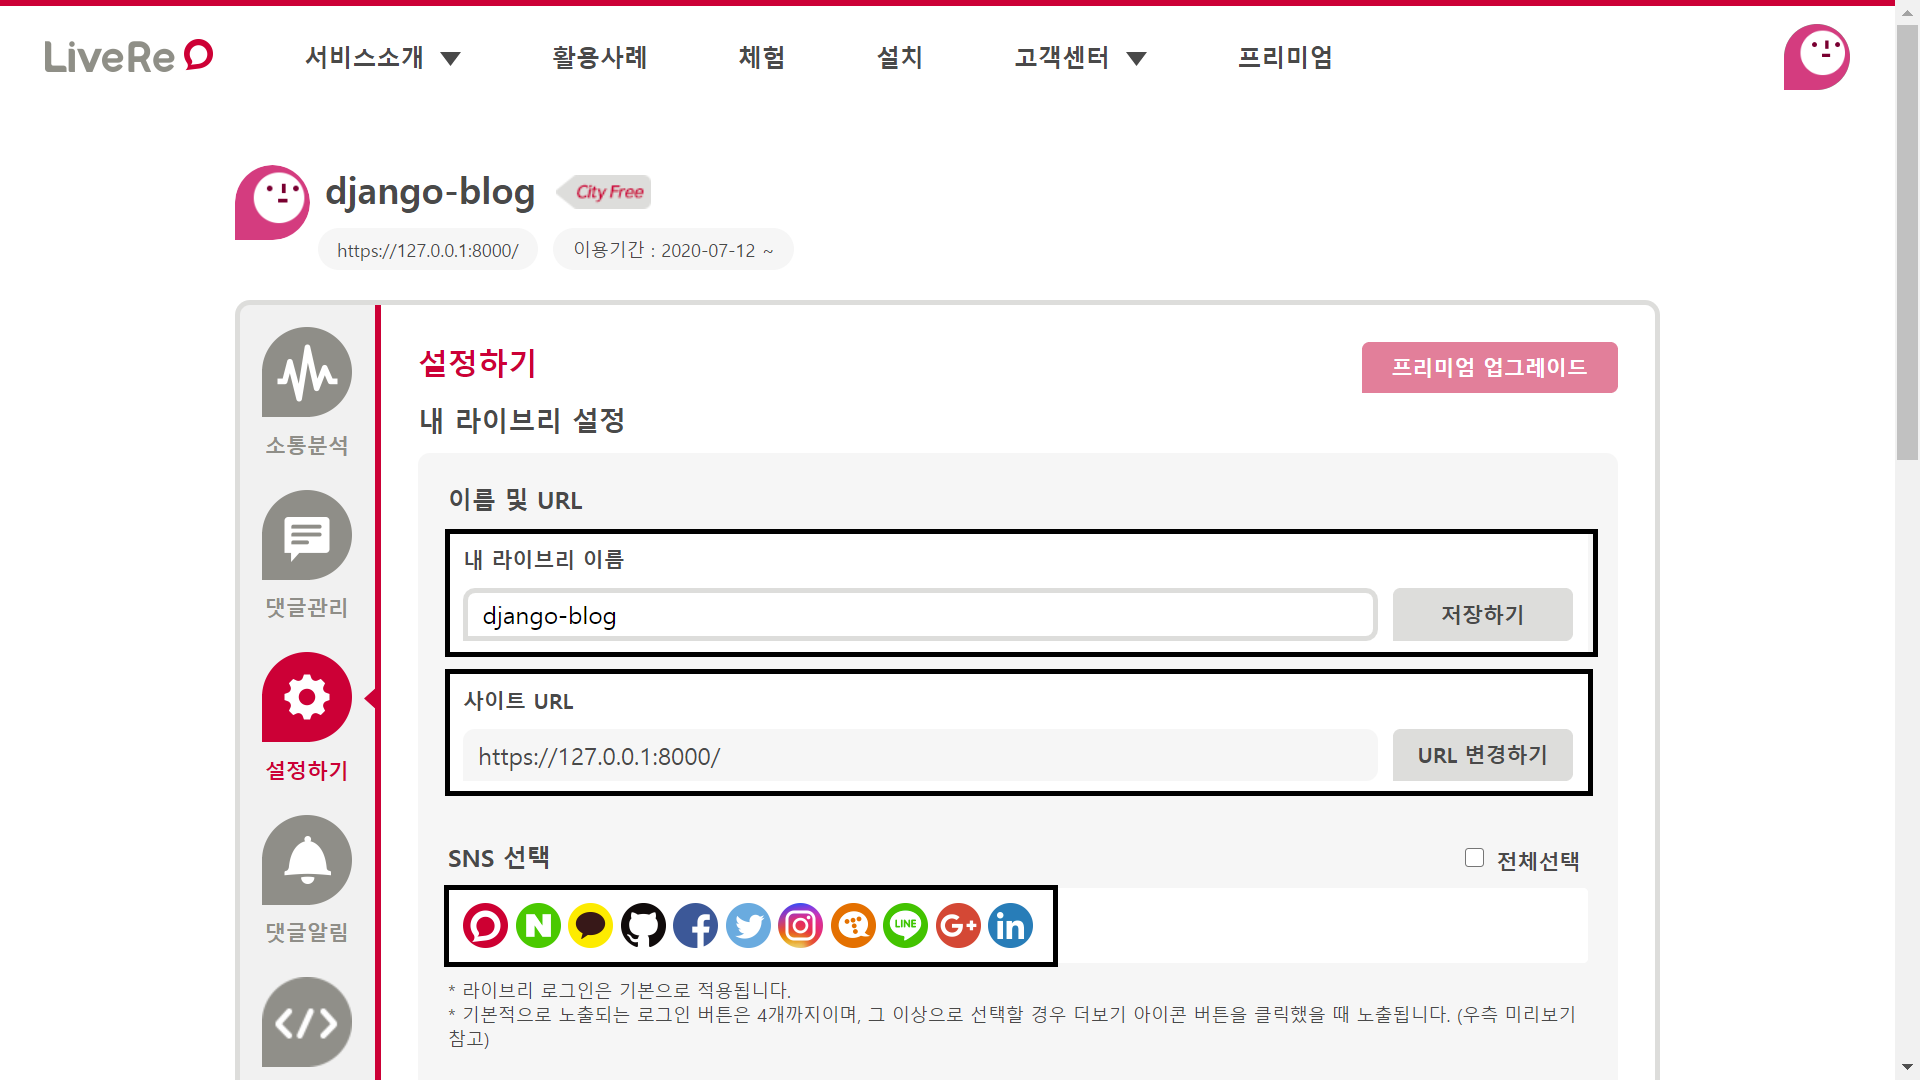 LiveRe
서비스소개 ▼ 활용사례 체험 설치 고객센터 ▼ 프리미엄
django-blog City Free
https://127.0.0.1:8000/ 이용기간 : 2020-07-12 ~
설정하기 프리미엄 업그레이드
내 라이브리 설정
이름 및 URL
내 라이브리 이름
django-blog 저장하기
사이트 URL
https://127.0.0.1:8000/ URL 변경하기
SNS 선택 전체선택
N LINE G+ in
* 라이브리 로그인은 기본으로 적용됩니다.
* 기본적으로 노출되는 로그인 버튼은 4개까지이며, 그 이상으로 선택할 경우 더보기 아이콘 버튼을 클릭했을 때 노출됩니다. (우측 미리보기
참고)
소통분석
댓글관리
설정하기
댓글알림